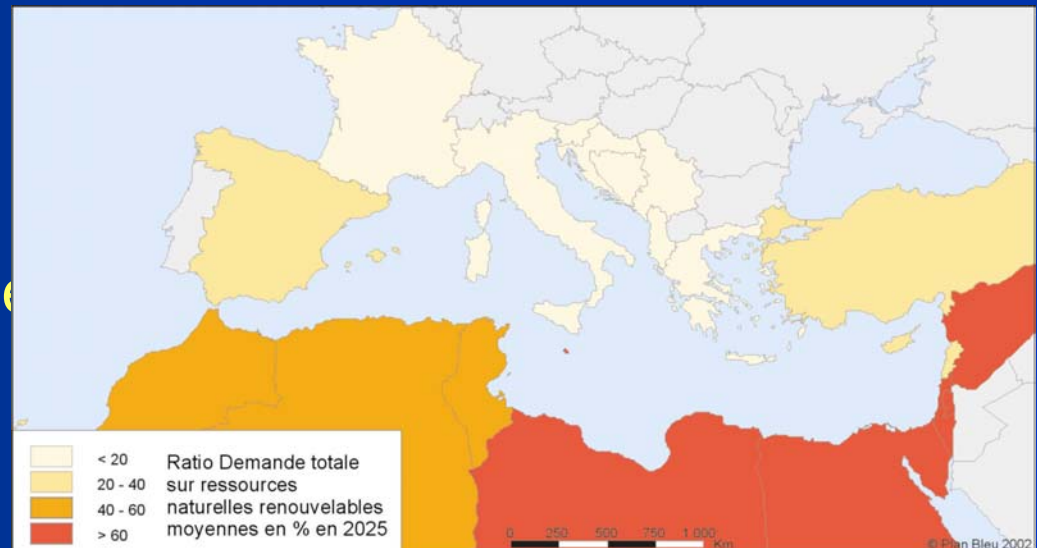 < 20
20 - 40
40 - 60
> 60
Ratio Demande totale
sur ressources
naturelles renouvelables
moyennes en % en 2025
0 250 500 750 1 000
Km
© Plan Bleu 2002